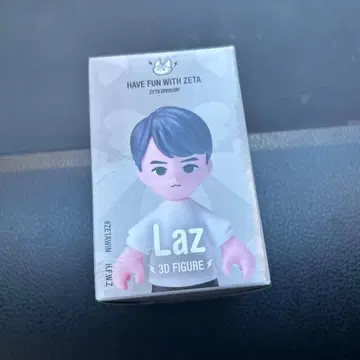 HAVE FUN WITH ZETA
ZETA DIVISION
#ZETAWIN
H.F.W.Z
Laz
3D FIGURE